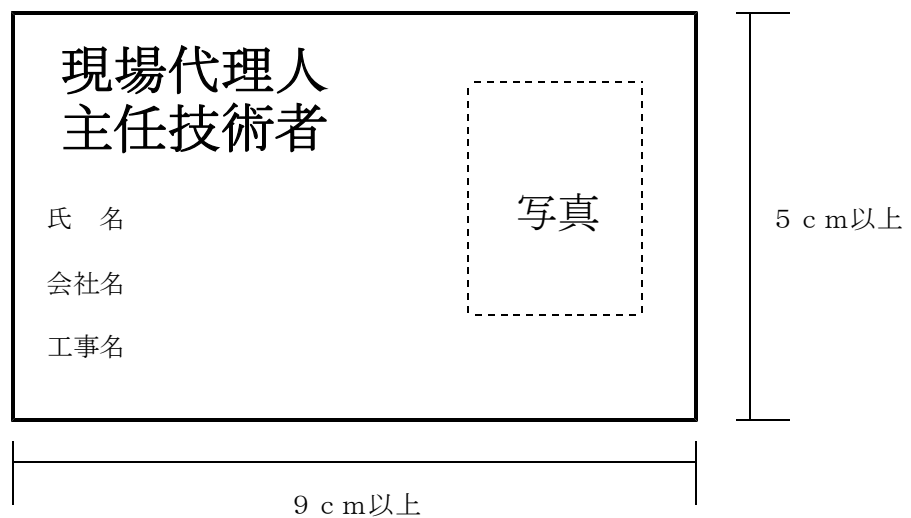 現場代理人
主任技術者
写真
氏　名
会社名
工事名
５ｃｍ以上
９ｃｍ以上